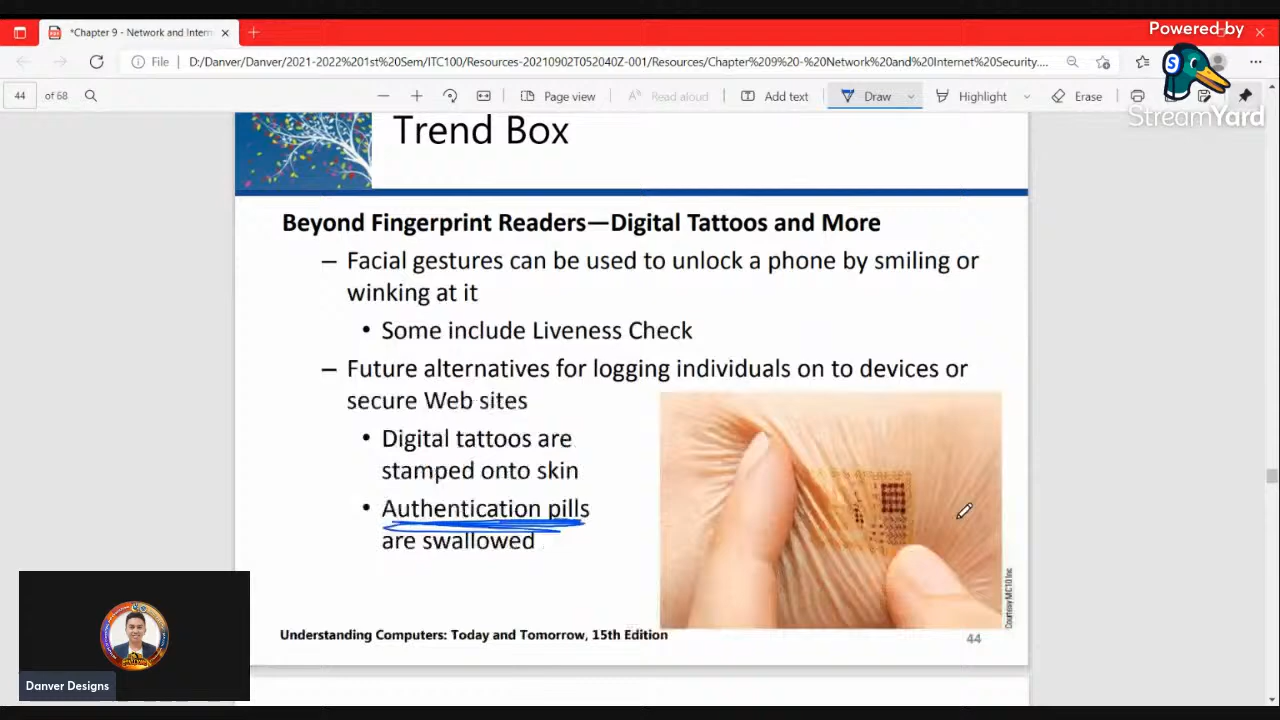 Powered by
StreamYard
*Chapter 9 - Network and Intern
File
D:/Danver/Danver/2021-2022%201st%20Sem/ITC100/Resources-20210902T052040Z-001/Resources/Chapter%209%20-%20Network%20and%20Internet%20Security....
44 of 68
Page view
Read aloud
Add text
Draw
Highlight
Erase
Trend Box
Beyond Fingerprint Readers—Digital Tattoos and More
– Facial gestures can be used to unlock a phone by smiling or
winking at it
• Some include Liveness Check
– Future alternatives for logging individuals on to devices or
secure Web sites
• Digital tattoos are
stamped onto skin
• Authentication pills
are swallowed
Courtesy MC10 Inc
Understanding Computers: Today and Tomorrow, 15th Edition
44
Danver Designs